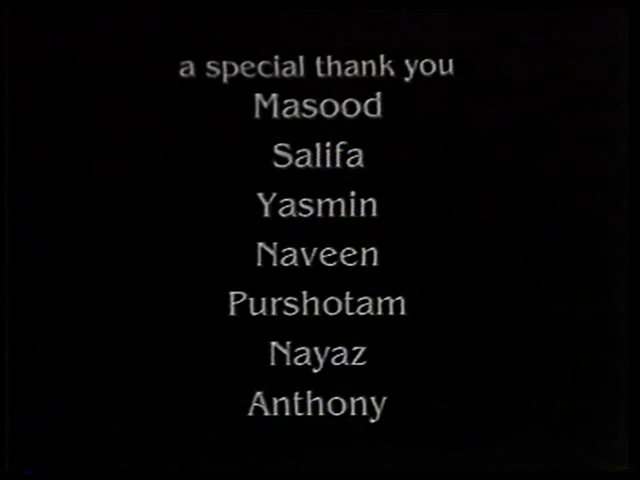 a special thank you
Masood
Salifa
Yasmin
Naveen
Purshotam
Nayaz
Anthony